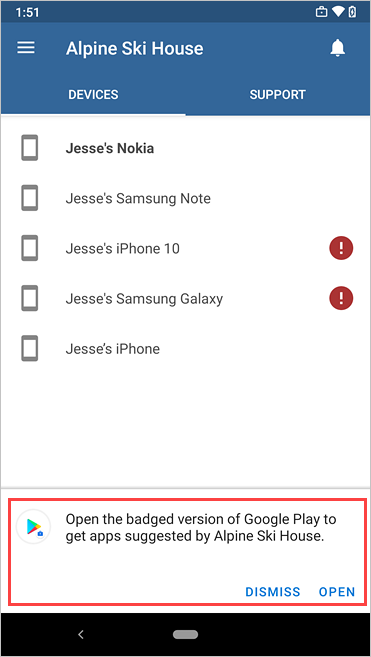 1:51
Alpine Ski House
DEVICES SUPPORT
Jesse's Nokia
Jesse's Samsung Note
Jesse's iPhone 10
Jesse's Samsung Galaxy
Jesse’s iPhone
Open the badged version of Google Play to
get apps suggested by Alpine Ski House.
DISMISS OPEN